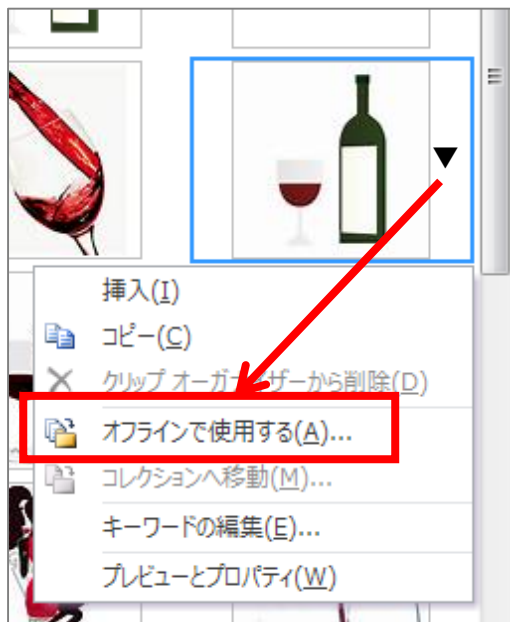 挿入(I)
コピー(C)
クリップ オーガナイザーから削除(D)
オフラインで使用する(A)...
コレクションへ移動(M)...
キーワードの編集(E)...
プレビューとプロパティ(W)